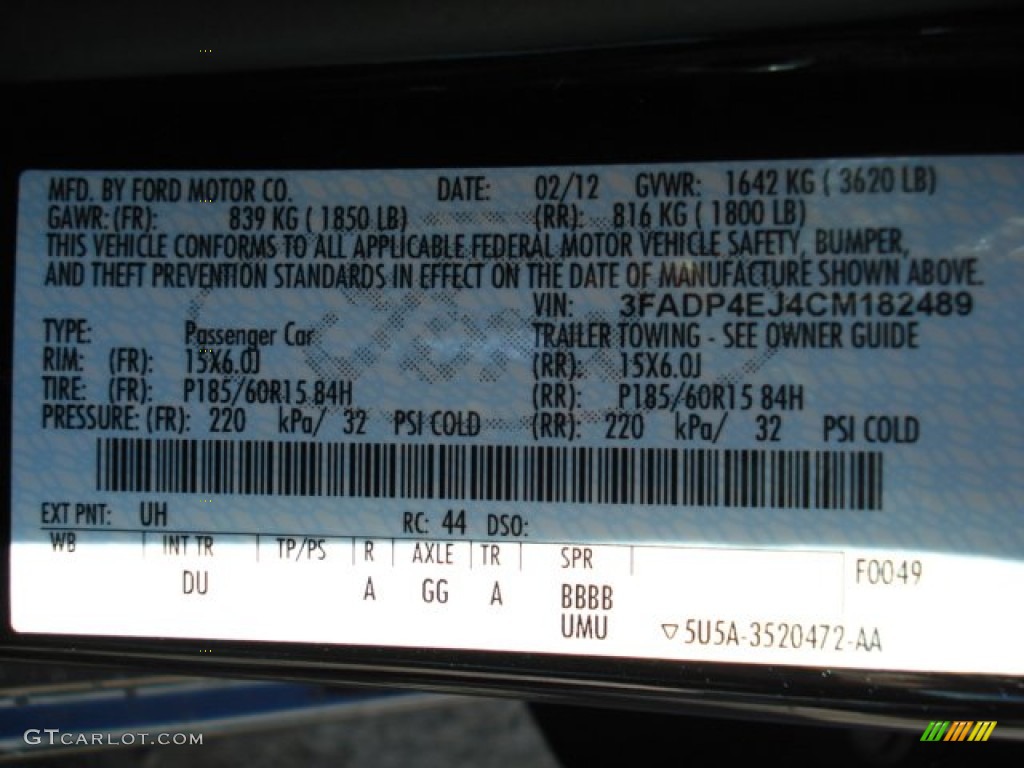 MFD. BY FORD MOTOR CO. DATE: 02/12 GVWR: 1642 KG ( 3620 LB)
GAWR: (FR): 839 KG ( 1850 LB) (RR): 816 KG ( 1800 LB)
THIS VEHICLE CONFORMS TO ALL APPLICABLE FEDERAL MOTOR VEHICLE SAFETY, BUMPER,
AND THEFT PREVENTION STANDARDS IN EFFECT ON THE DATE OF MANUFACTURE SHOWN ABOVE.
VIN: 3FADP4EJ4CM182489
TYPE: Passenger Car TRAILER TOWING - SEE OWNER GUIDE
RIM: (FR): 15X6.0J (RR): 15X6.0J
TIRE: (FR): P185/60R15 84H (RR): P185/60R15 84H
PRESSURE: (FR): 220 kPa/ 32 PSI COLD (RR): 220 kPa/ 32 PSI COLD
EXT PNT: UH RC: 44 DSO:
WB INT TR TP/PS R AXLE TR SPR F0049
DU A GG A BBBB
UMU ▽5U5A-3520472-AA
GTCARLOT.COM